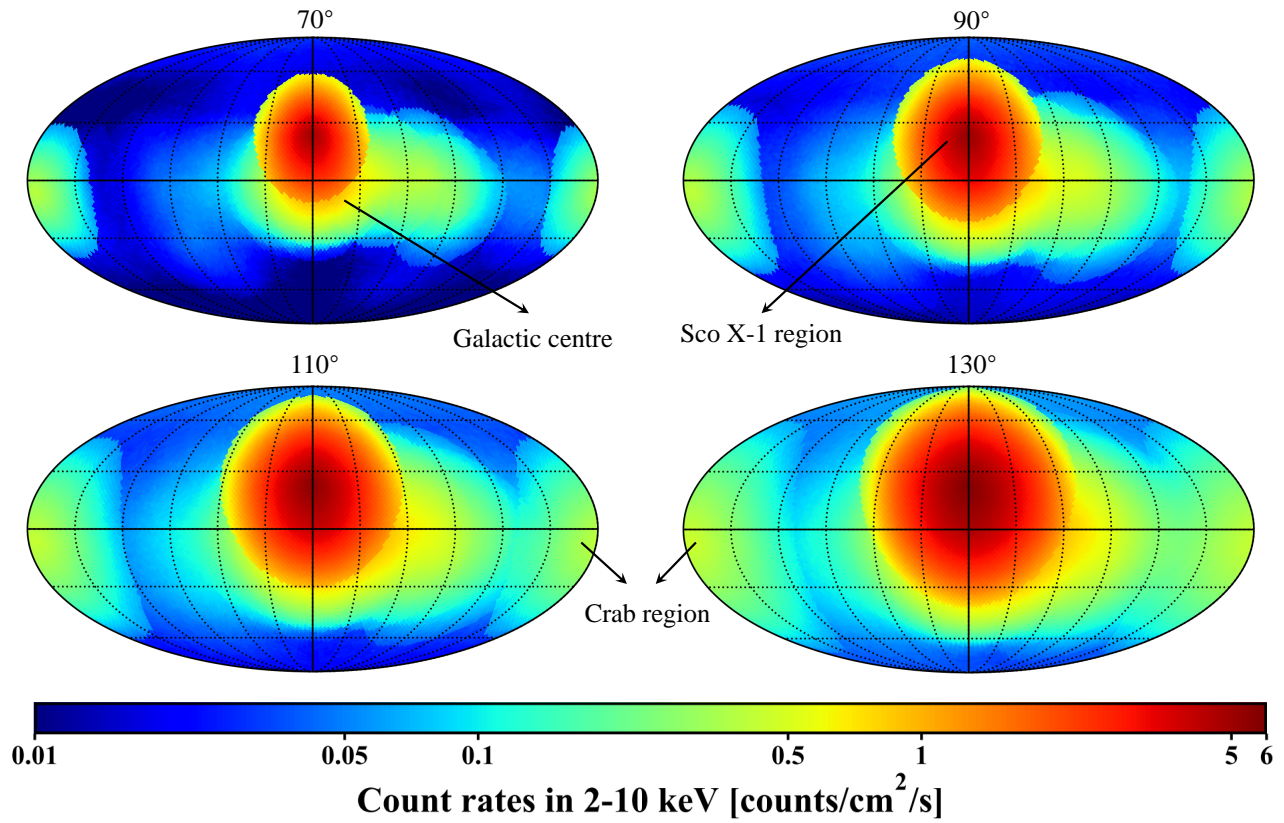 70°
90°
Galactic centre
Sco X-1 region
110°
130°
Crab region
0.01 0.05 0.1 0.5 1 5 6
Count rates in 2-10 keV [counts/cm²/s]